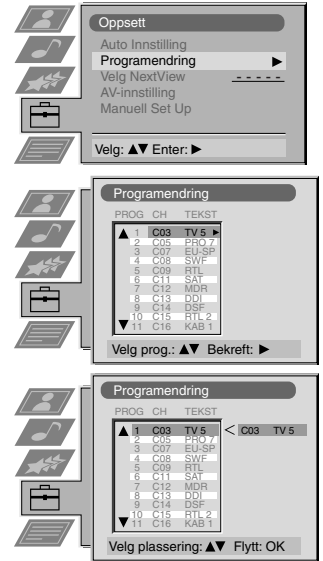 Oppsett
Auto Innstilling
Programendring ▶
Velg NextView - - - - -
AV-innstilling
Manuell Set Up
Velg: ▲▼ Enter: ▶
Programendring
PROG CH TEKST
▲ 1 C03 TV 5 ▶
2 C05 PRO 7
3 C07 EU-SP
4 C08 SWF
5 C09 RTL
6 C11 SAT
7 C12 MDR
8 C13 DDI
9 C14 DSF
10 C15 RTL 2
▼ 11 C16 KAB 1
Velg prog.: ▲▼ Bekreft: ▶
Programendring
PROG CH TEKST
▲ 1 C03 TV 5 < C03 TV 5
2 C05 PRO 7
3 C07 EU-SP
4 C08 SWF
5 C09 RTL
6 C11 SAT
7 C12 MDR
8 C13 DDI
9 C14 DSF
10 C15 RTL 2
▼ 11 C16 KAB 1
Velg plassering: ▲▼ Flytt: OK